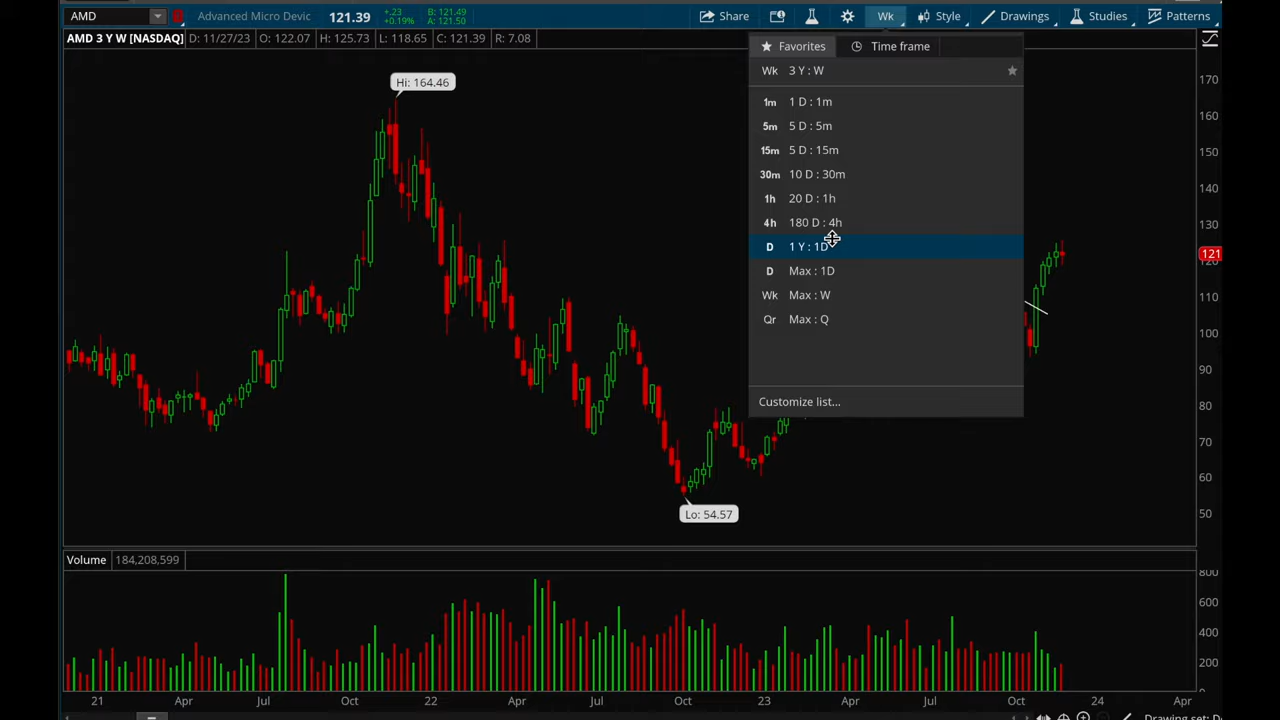 AMD
D
Advanced Micro Devic
121.39
+.23
+0.19%
B: 121.49
A: 121.50
Share
Wk
Style
Drawings
Studies
Patterns
AMD 3 Y W [NASDAQ]
D: 11/27/23
O: 122.07
H: 125.73
L: 118.65
C: 121.39
R: 7.08
Favorites
Time frame
Wk 3 Y : W
1m 1 D : 1m
5m 5 D : 5m
15m 5 D : 15m
30m 10 D : 30m
1h 20 D : 1h
4h 180 D : 4h
D 1 Y : 1D
D Max : 1D
Wk Max : W
Qr Max : Q
Customize list...
Hi: 164.46
Lo: 54.57
170
160
150
140
130
121
120
110
100
90
80
70
60
50
Volume 184,208,599
800
600
400
200
21 Apr Jul Oct 22 Apr Jul Oct 23 Apr Jul Oct 24 Apr
Drawing set: D